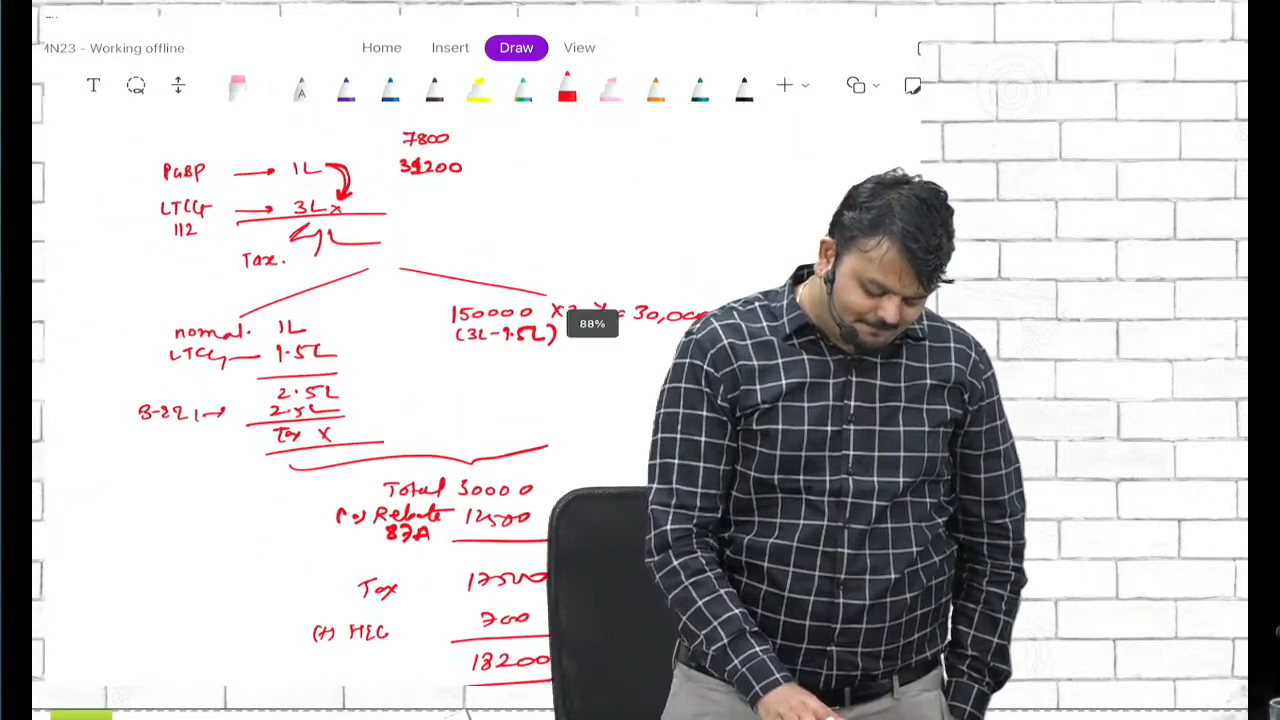 MN23 - Working offline
Home Insert Draw View
7800
PGBP → 1L 31200
LTCG → 3L x
112
4L
Tax.
normal. 1L 150000 X = 30,000
LTCG 1.5L (3L-1.5L)
88%
2.5L
2.5L
Tax X
Total 30000
Rebate 12500
87A
Tax 17500
(+) HEC 700
18200